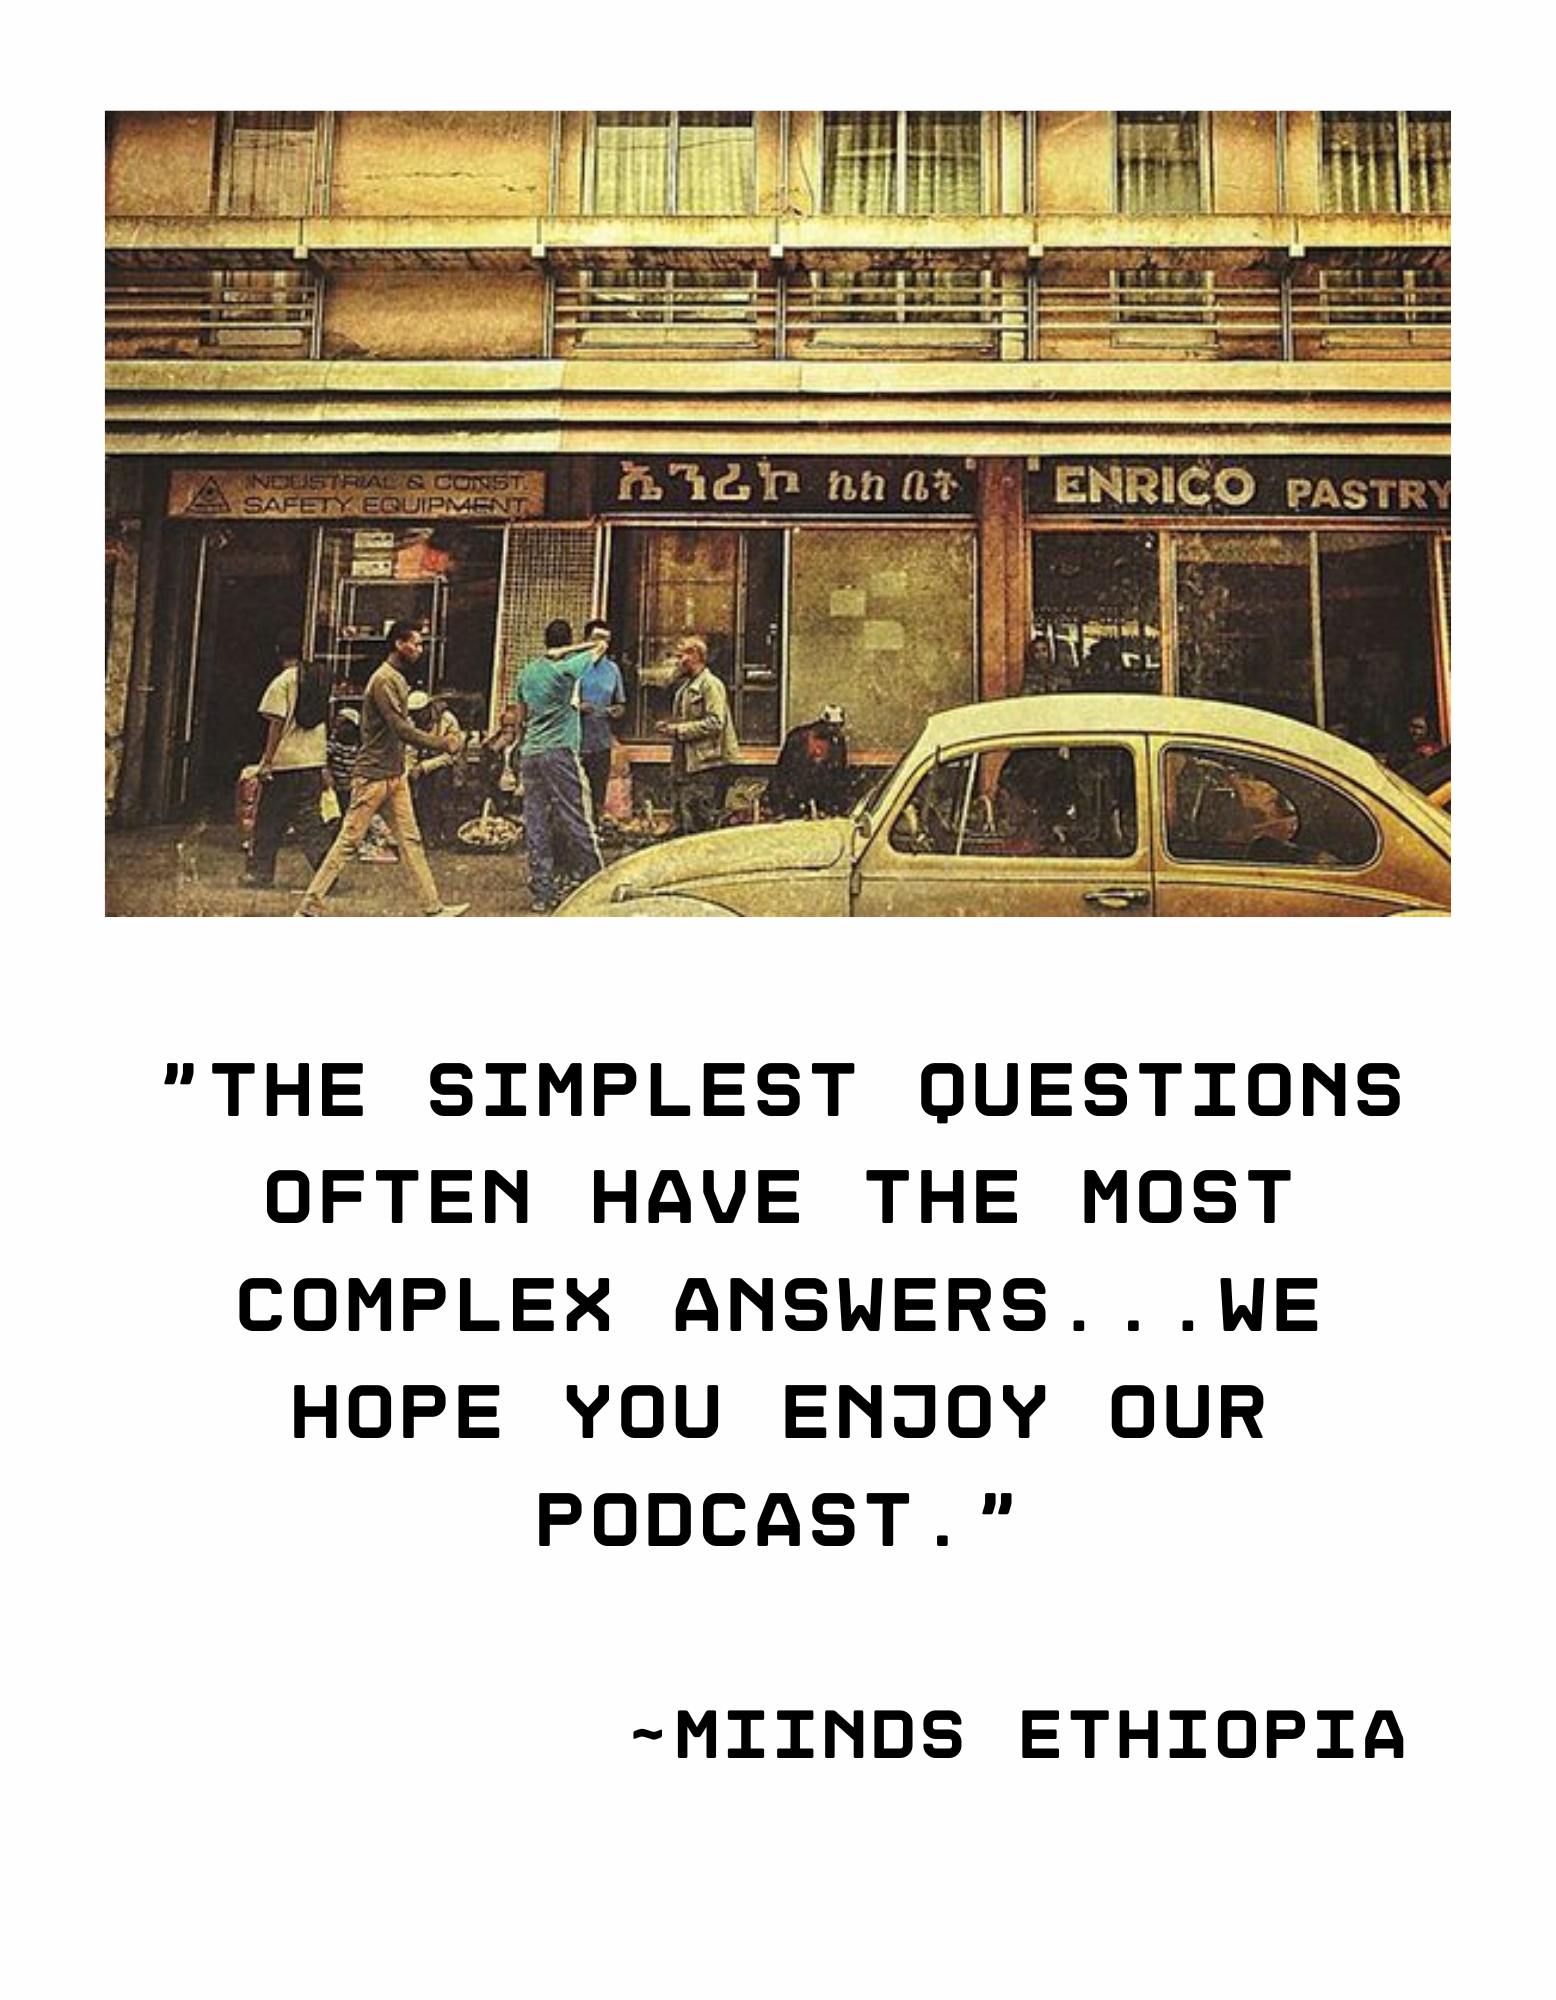 INDUSTRIAL & CONST.
SAFETY EQUIPMENT
ኤንሪኮ ኬክ ቤት
ENRICO PASTRY
"THE SIMPLEST QUESTIONS
OFTEN HAVE THE MOST
COMPLEX ANSWERS...WE
HOPE YOU ENJOY OUR
PODCAST."
~MIINDS ETHIOPIA